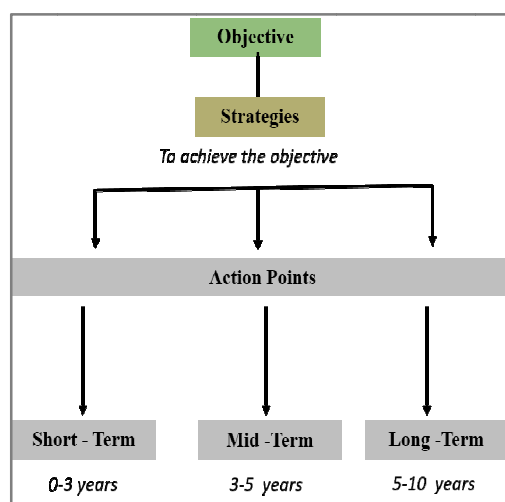 Objective
Strategies
To achieve the objective
Action Points
Short - Term
Mid -Term
Long -Term
0-3 years
3-5 years
5-10 years